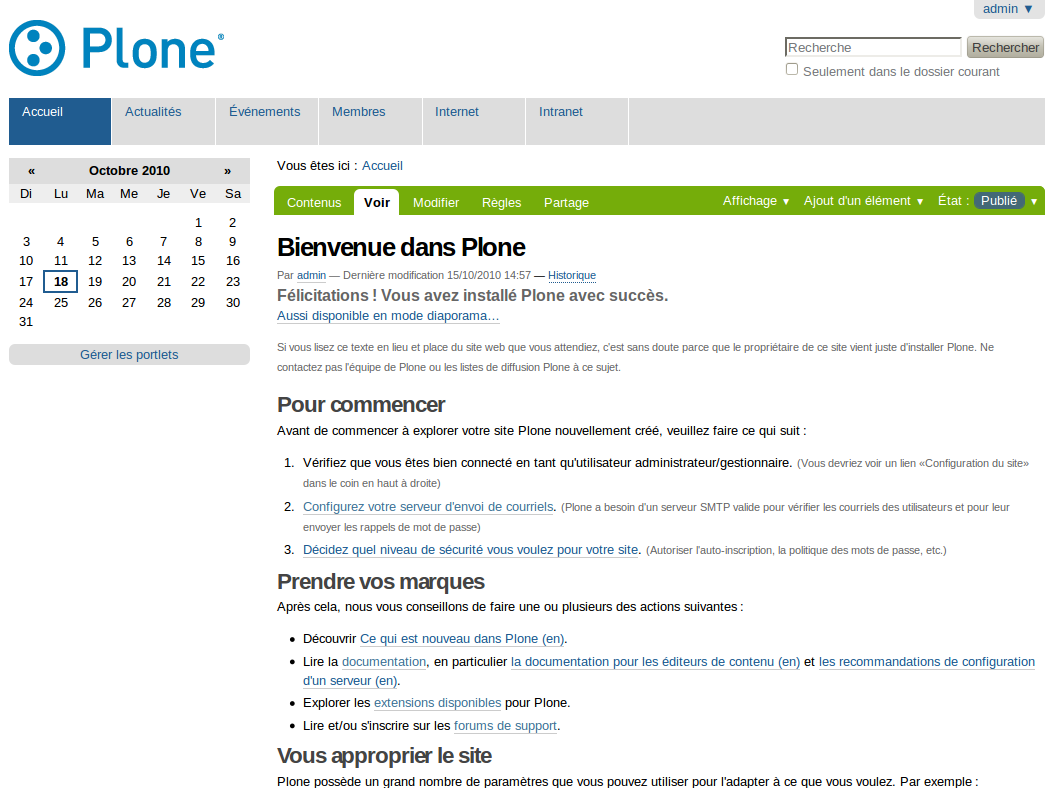 admin ▼
Plone®
Recherche
Rechercher
Seulement dans le dossier courant
Accueil
Actualités
Événements
Membres
Internet
Intranet
« Octobre 2010 »
Di Lu Ma Me Je Ve Sa
1 2
3 4 5 6 7 8 9
10 11 12 13 14 15 16
17 18 19 20 21 22 23
24 25 26 27 28 29 30
31
Gérer les portlets
Vous êtes ici : Accueil
Contenus Voir Modifier Règles Partage Affichage ▼ Ajout d'un élément ▼ État : Publié ▼
Bienvenue dans Plone
Par admin — Dernière modification 15/10/2010 14:57 — Historique
Félicitations ! Vous avez installé Plone avec succès.
Aussi disponible en mode diaporama…
Si vous lisez ce texte en lieu et place du site web que vous attendiez, c'est sans doute parce que le propriétaire de ce site vient juste d'installer Plone. Ne
contactez pas l'équipe de Plone ou les listes de diffusion Plone à ce sujet.
Pour commencer
Avant de commencer à explorer votre site Plone nouvellement créé, veuillez faire ce qui suit :
1. Vérifiez que vous êtes bien connecté en tant qu'utilisateur administrateur/gestionnaire. (Vous devriez voir un lien «Configuration du site»
dans le coin en haut à droite)
2. Configurez votre serveur d'envoi de courriels. (Plone a besoin d'un serveur SMTP valide pour vérifier les courriels des utilisateurs et pour leur
envoyer les rappels de mot de passe)
3. Décidez quel niveau de sécurité vous voulez pour votre site. (Autoriser l'auto-inscription, la politique des mots de passe, etc.)
Prendre vos marques
Après cela, nous vous conseillons de faire une ou plusieurs des actions suivantes :
• Découvrir Ce qui est nouveau dans Plone (en).
• Lire la documentation, en particulier la documentation pour les éditeurs de contenu (en) et les recommandations de configuration
d'un serveur (en).
• Explorer les extensions disponibles pour Plone.
• Lire et/ou s'inscrire sur les forums de support.
Vous approprier le site
Plone possède un grand nombre de paramètres que vous pouvez utiliser pour l'adapter à ce que vous voulez. Par exemple :